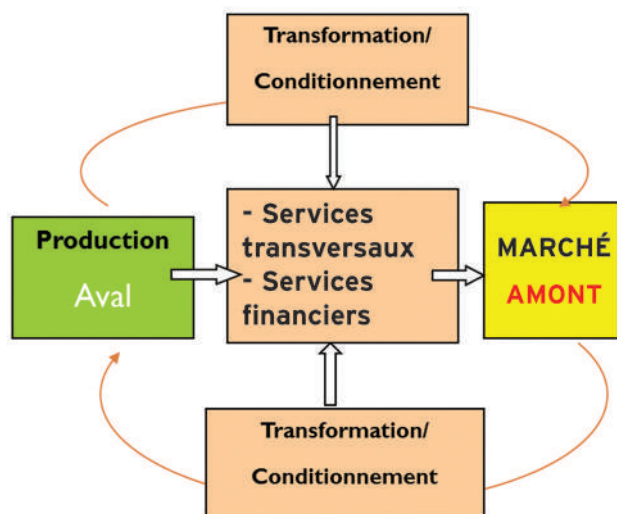 Transformation/
Conditionnement
Production
Aval
- Services
transversaux
- Services
financiers
MARCHÉ
AMONT
Transformation/
Conditionnement